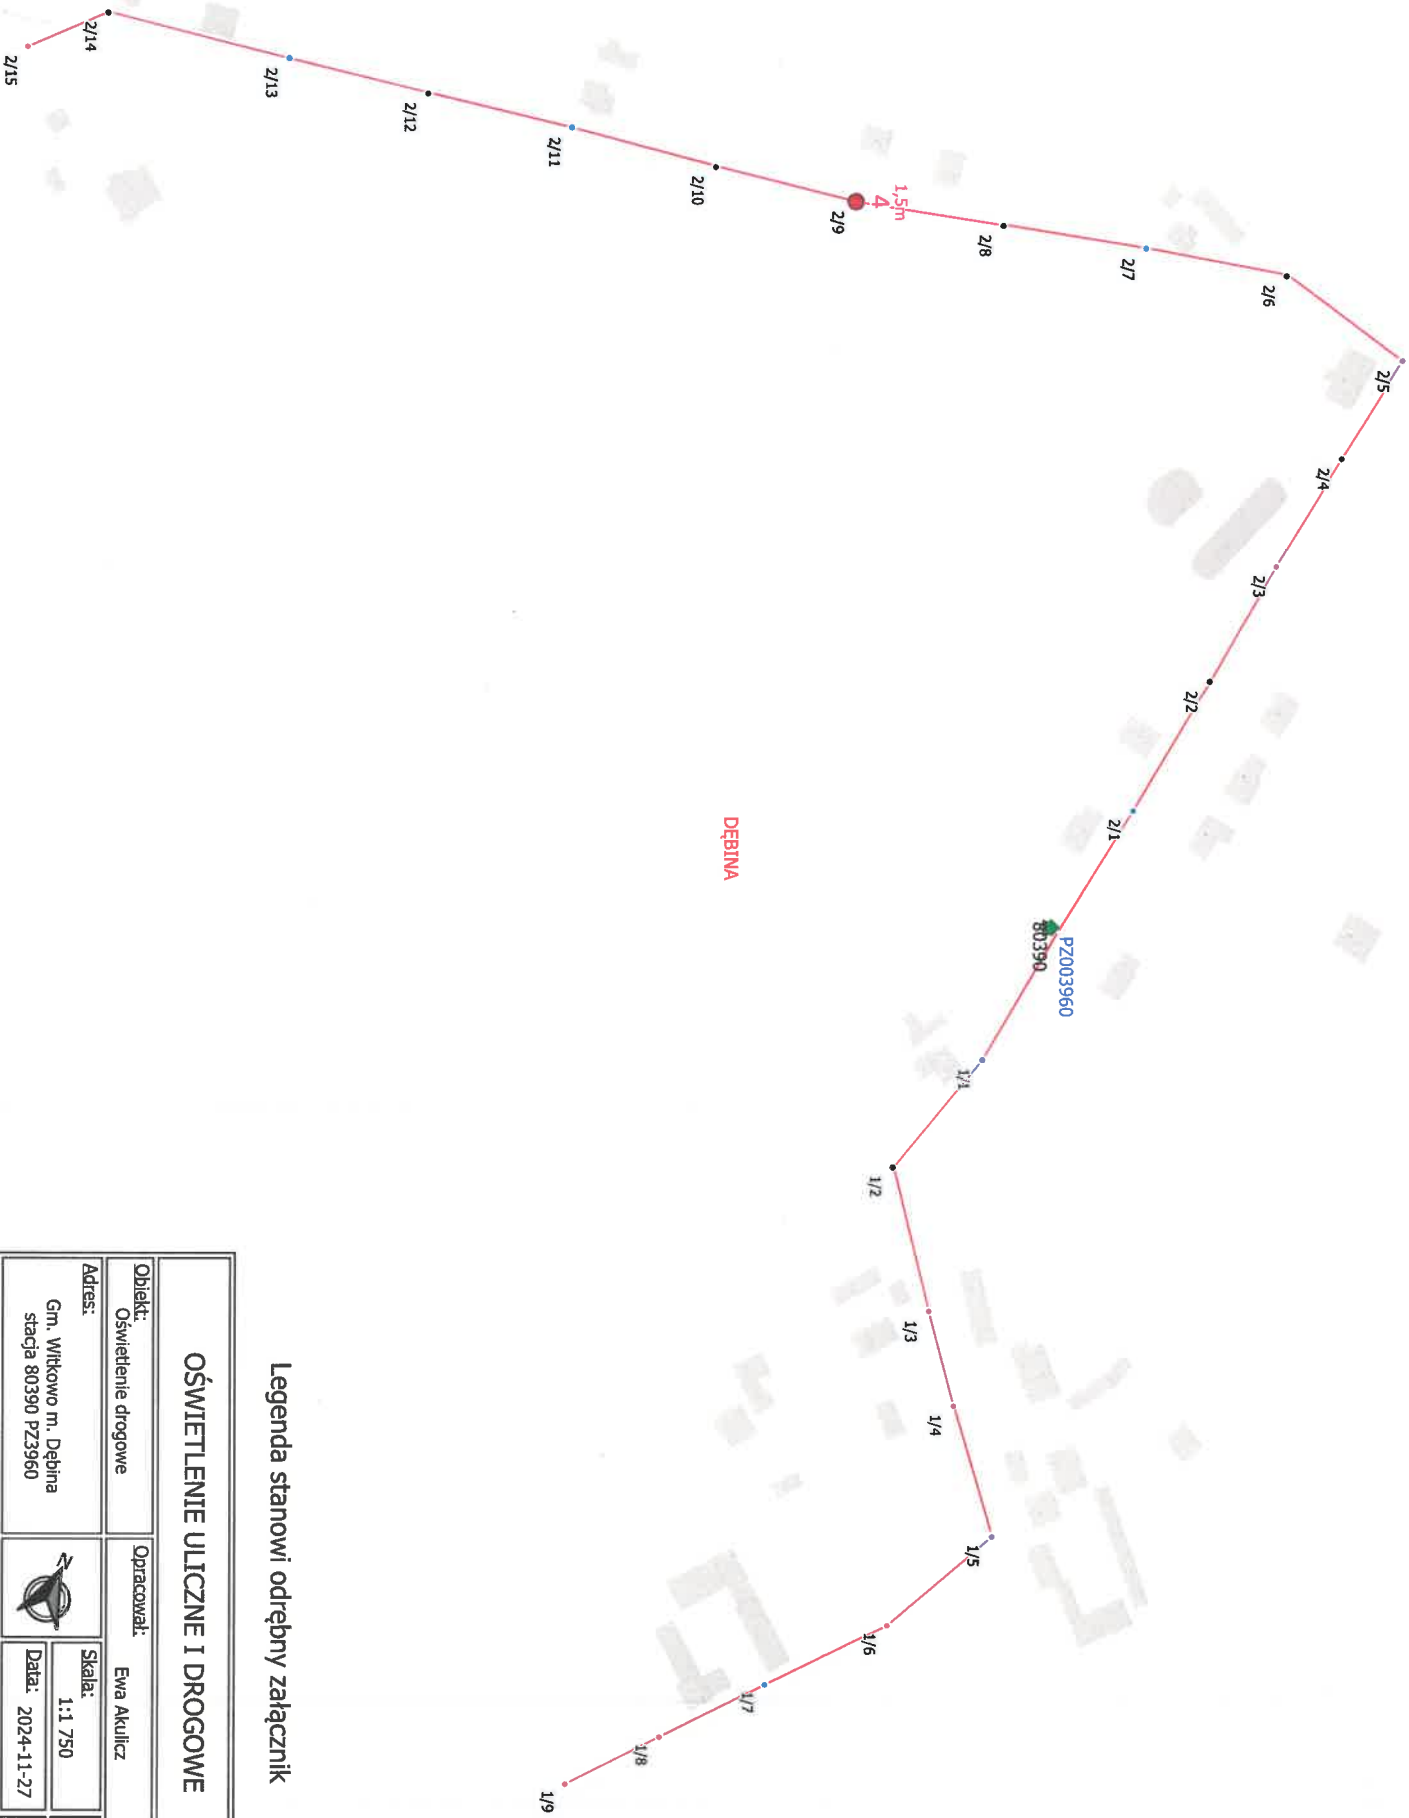 2/15
2/14
2/13
2/12
2/11
2/10
2/9
4
1,5m
2/8
2/7
2/6
2/5
2/4
2/3
2/2
2/1
DĘBINA
PZ003960
80390
1/1
1/2
1/3
1/4
1/5
1/6
1/7
1/8
1/9
Legenda stanowi odrębny załącznik
OŚWIETLENIE ULICZNE I DROGOWE
Obiekt:
Oświetlenie drogowe
Opracował:
Ewa Akulicz
Adres:
Gm. Witkowo m. Dębina
stacja 80390 PZ3960
N
Skala:
1:1 750
Data: 2024-11-27